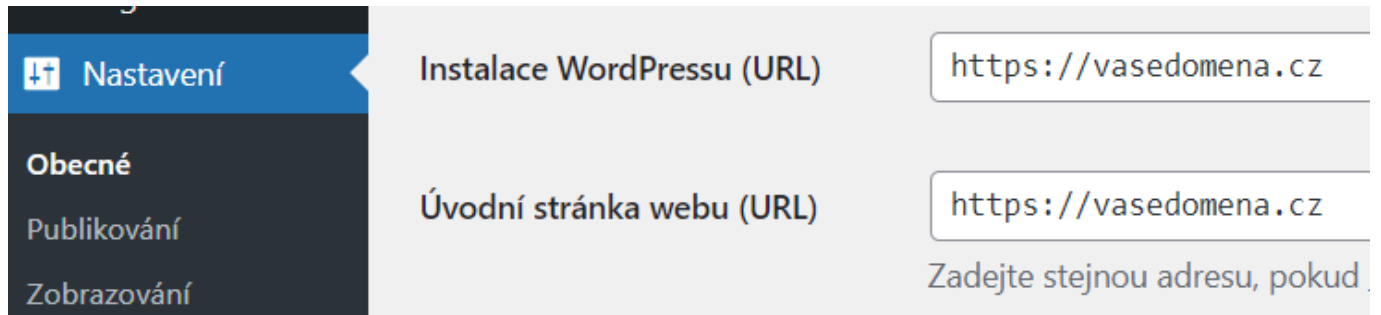 Nastavení
Obecné
Publikování
Zobrazování
Instalace WordPressu (URL)
https://vasedomena.cz
Úvodní stránka webu (URL)
https://vasedomena.cz
Zadejte stejnou adresu, pokud